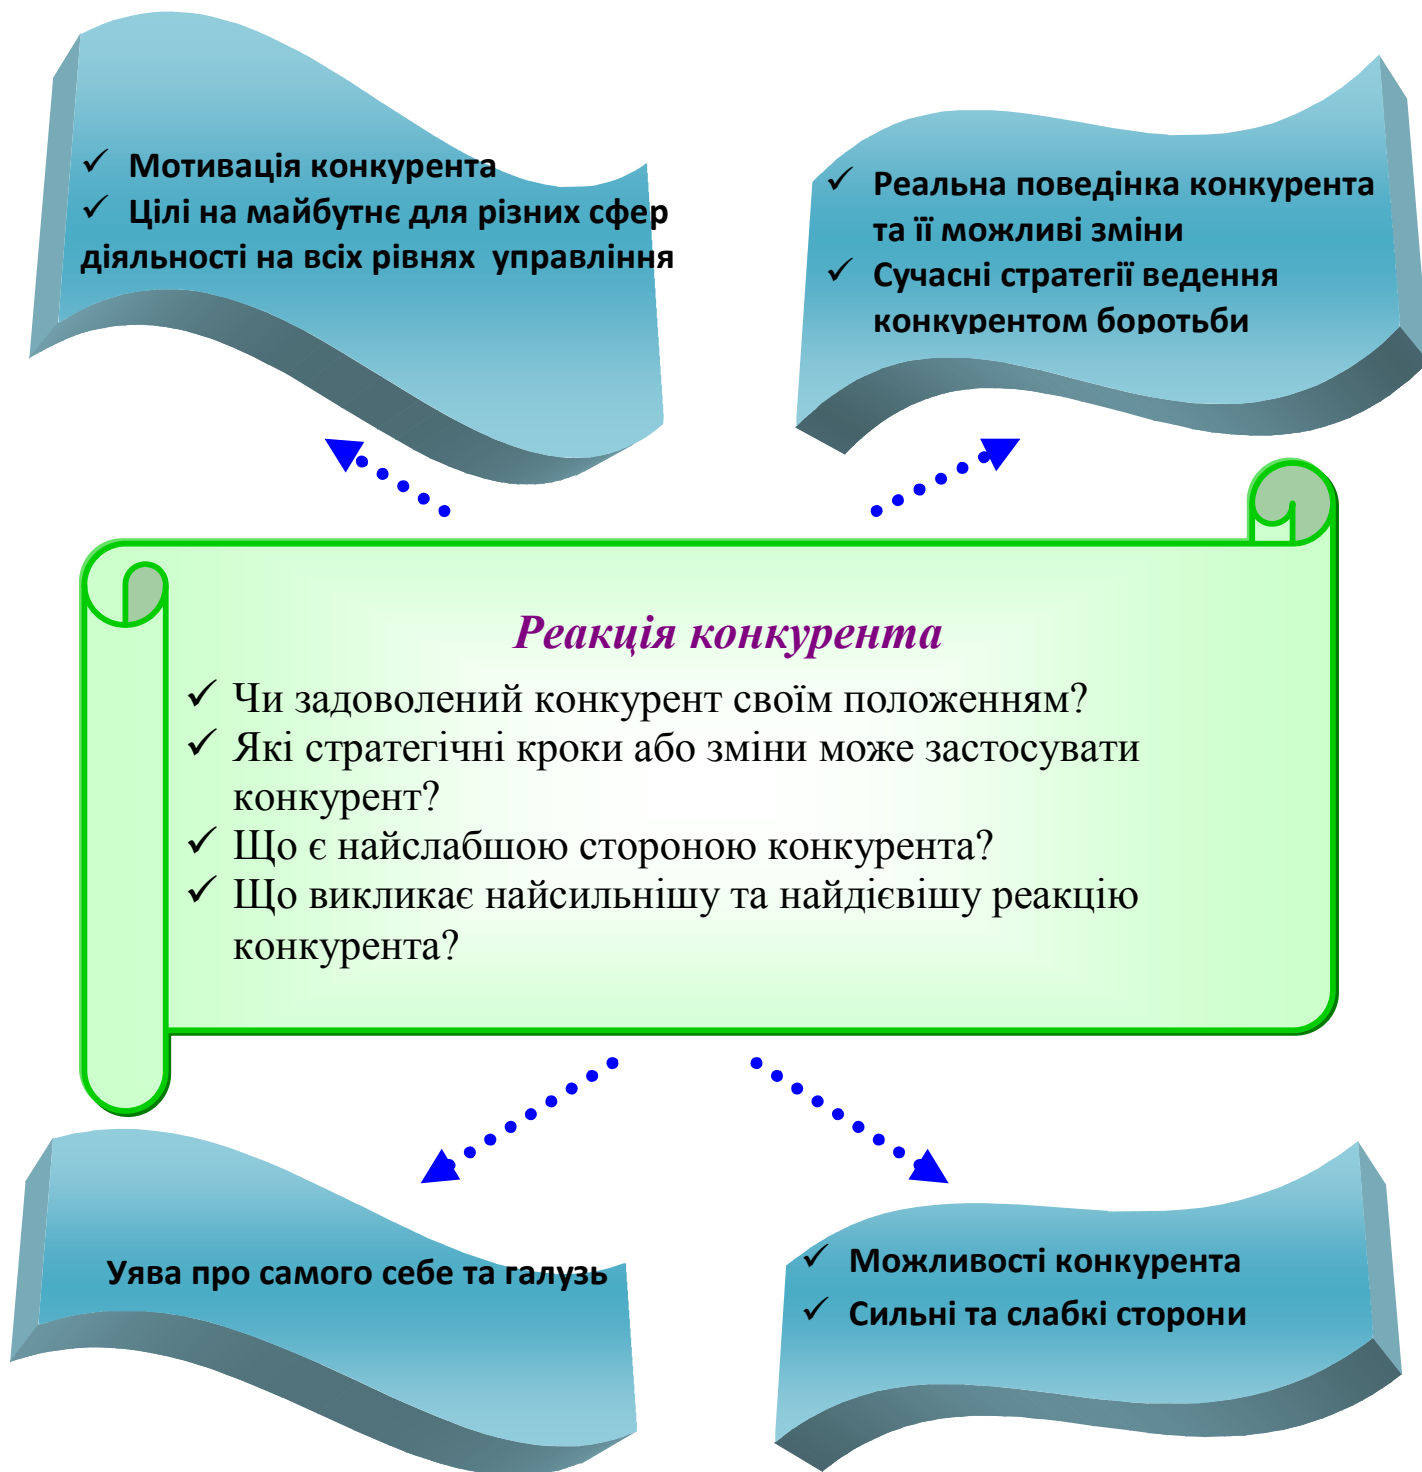 ✓ Мотивація конкурента
✓ Цілі на майбутнє для різних сфер
діяльності на всіх рівнях управління
✓ Реальна поведінка конкурента
та її можливі зміни
✓ Сучасні стратегії ведення
конкурентом боротьби
Реакція конкурента
✓ Чи задоволений конкурент своїм положенням?
✓ Які стратегічні кроки або зміни може застосувати
конкурент?
✓ Що є найслабшою стороною конкурента?
✓ Що викликає найсильнішу та найдієвішу реакцію
конкурента?
Уява про самого себе та галузь
✓ Можливості конкурента
✓ Сильні та слабкі сторони